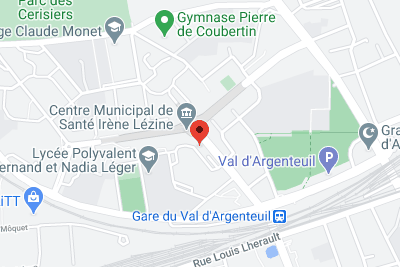 Parc des
Cerisiers
ge Claude Monet
Gymnase Pierre
de Coubertin
Centre Municipal de
Santé Irène Lézine
Lycée Polyvalent
ernand et Nadia Léger
Val d'Argenteuil
P
Gra
d'A
iTT
Môquet
Gare du Val d'Argenteuil
Rue Louis Lherault